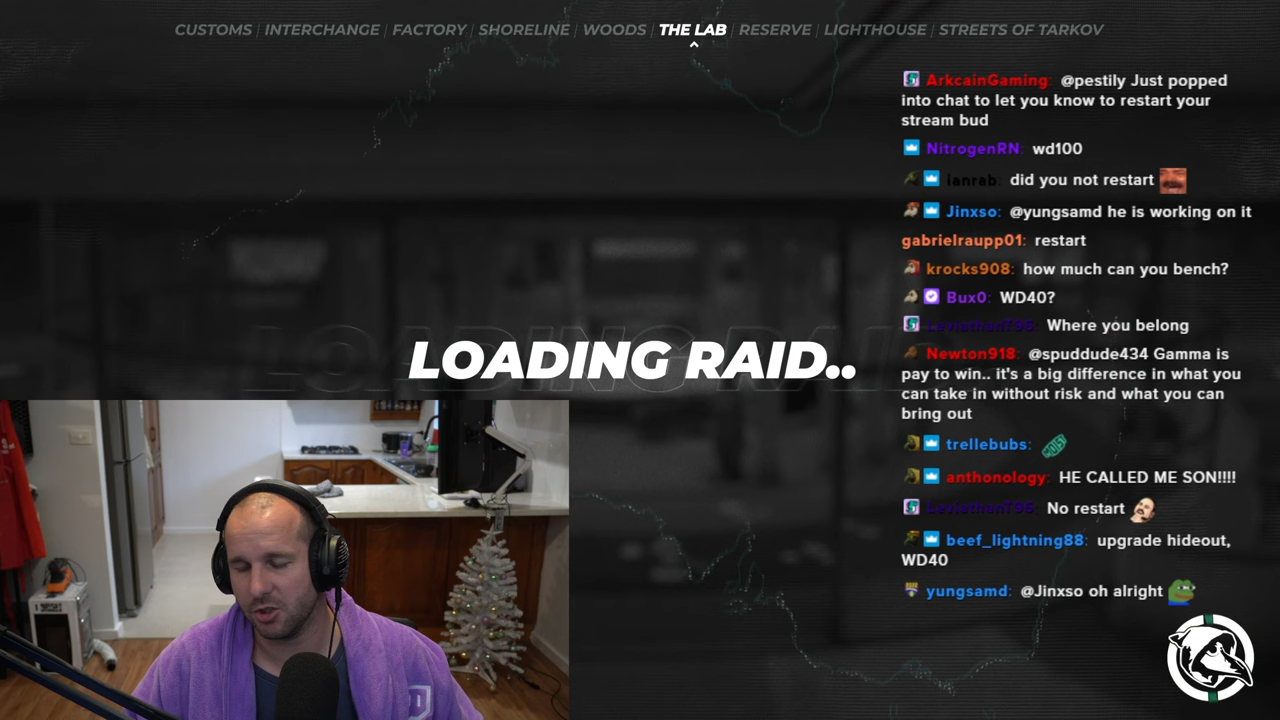 CUSTOMS / INTERCHANGE / FACTORY / SHORELINE / WOODS / THE LAB / RESERVE / LIGHTHOUSE / STREETS OF TARKOV
ArkcainGaming: @pestily Just popped
into chat to let you know to restart your
stream bud
NitrogenRN: wd100
ianrab: did you not restart
Jinxso: @yungsamd he is working on it
gabrielraupp01: restart
krocks908: how much can you bench?
Bux0: WD40?
LeviathanT96: Where you belong
LOADING RAID..
Newton918: @spuddude434 Gamma is
pay to win.. it's a big difference in what you
can take in without risk and what you can
bring out
trellebubs:
anthonology: HE CALLED ME SON!!!!
LeviathanT96: No restart
beef_lightning88: upgrade hideout,
WD40
yungsamd: @Jinxso oh alright